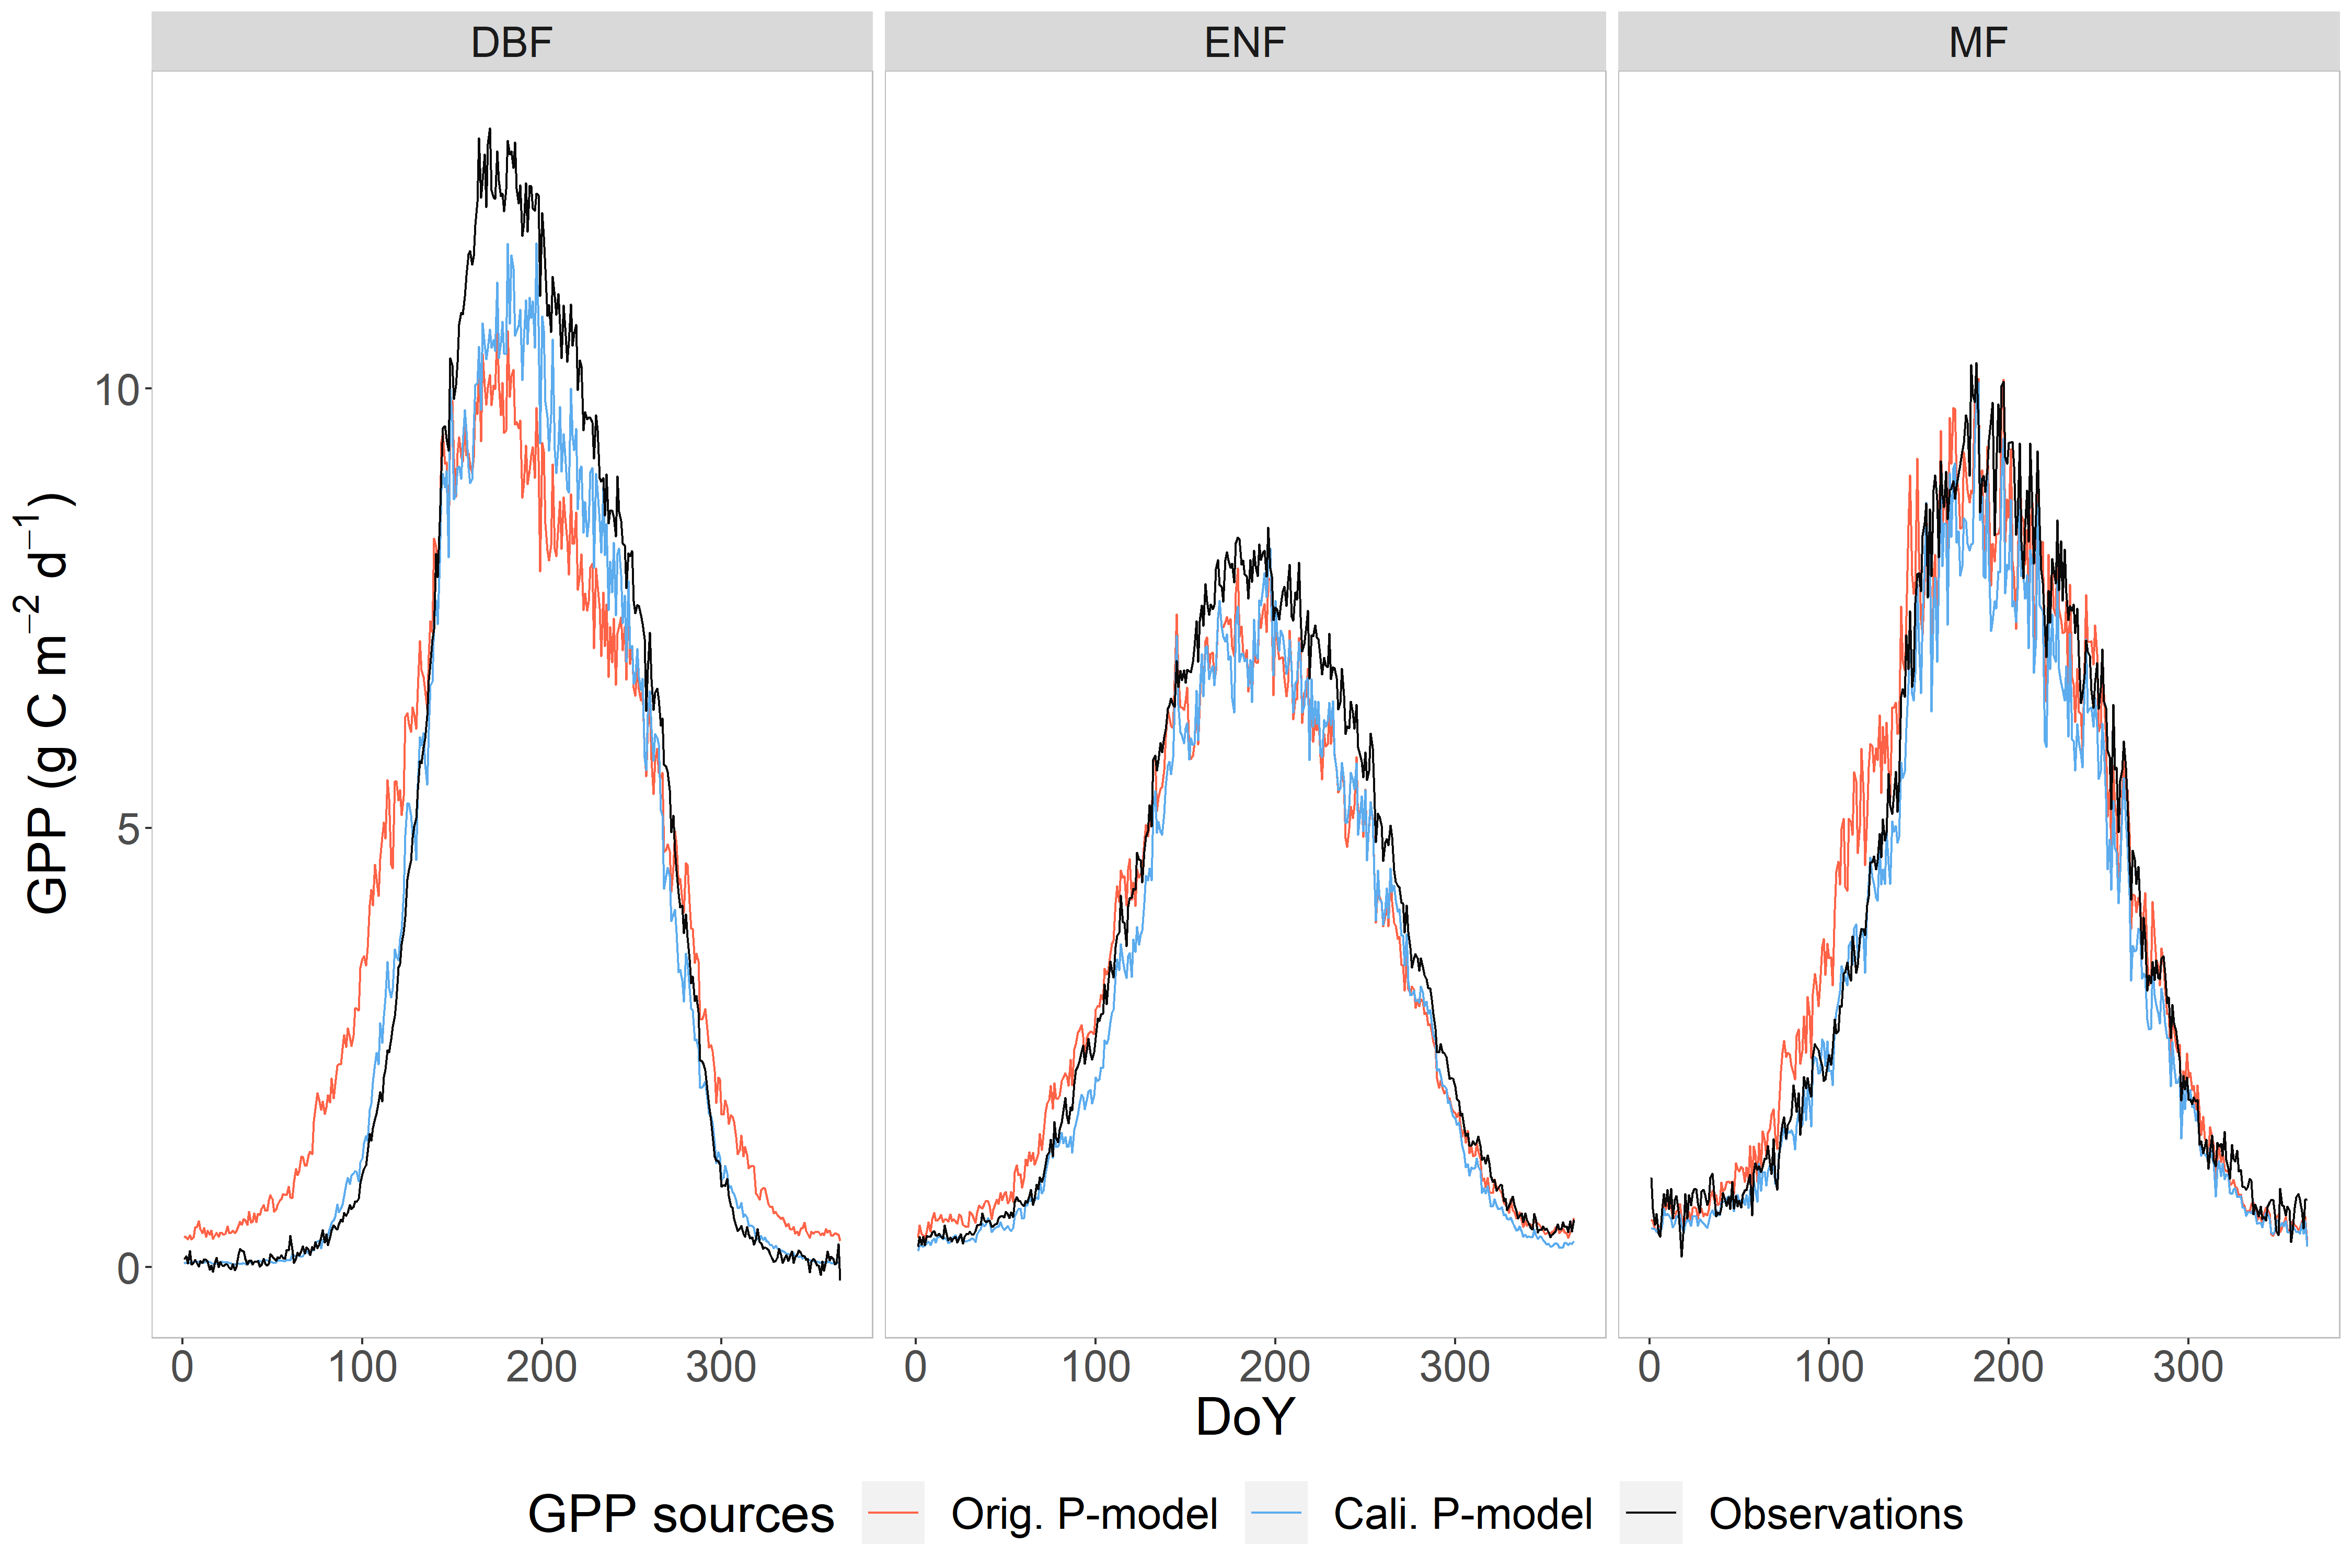 DBF ENF MF
GPP (g C m⁻² d⁻¹)
10
5
0
0 100 200 300 0 100 200 300 0 100 200 300
DoY
GPP sources Orig. P-model Cali. P-model Observations